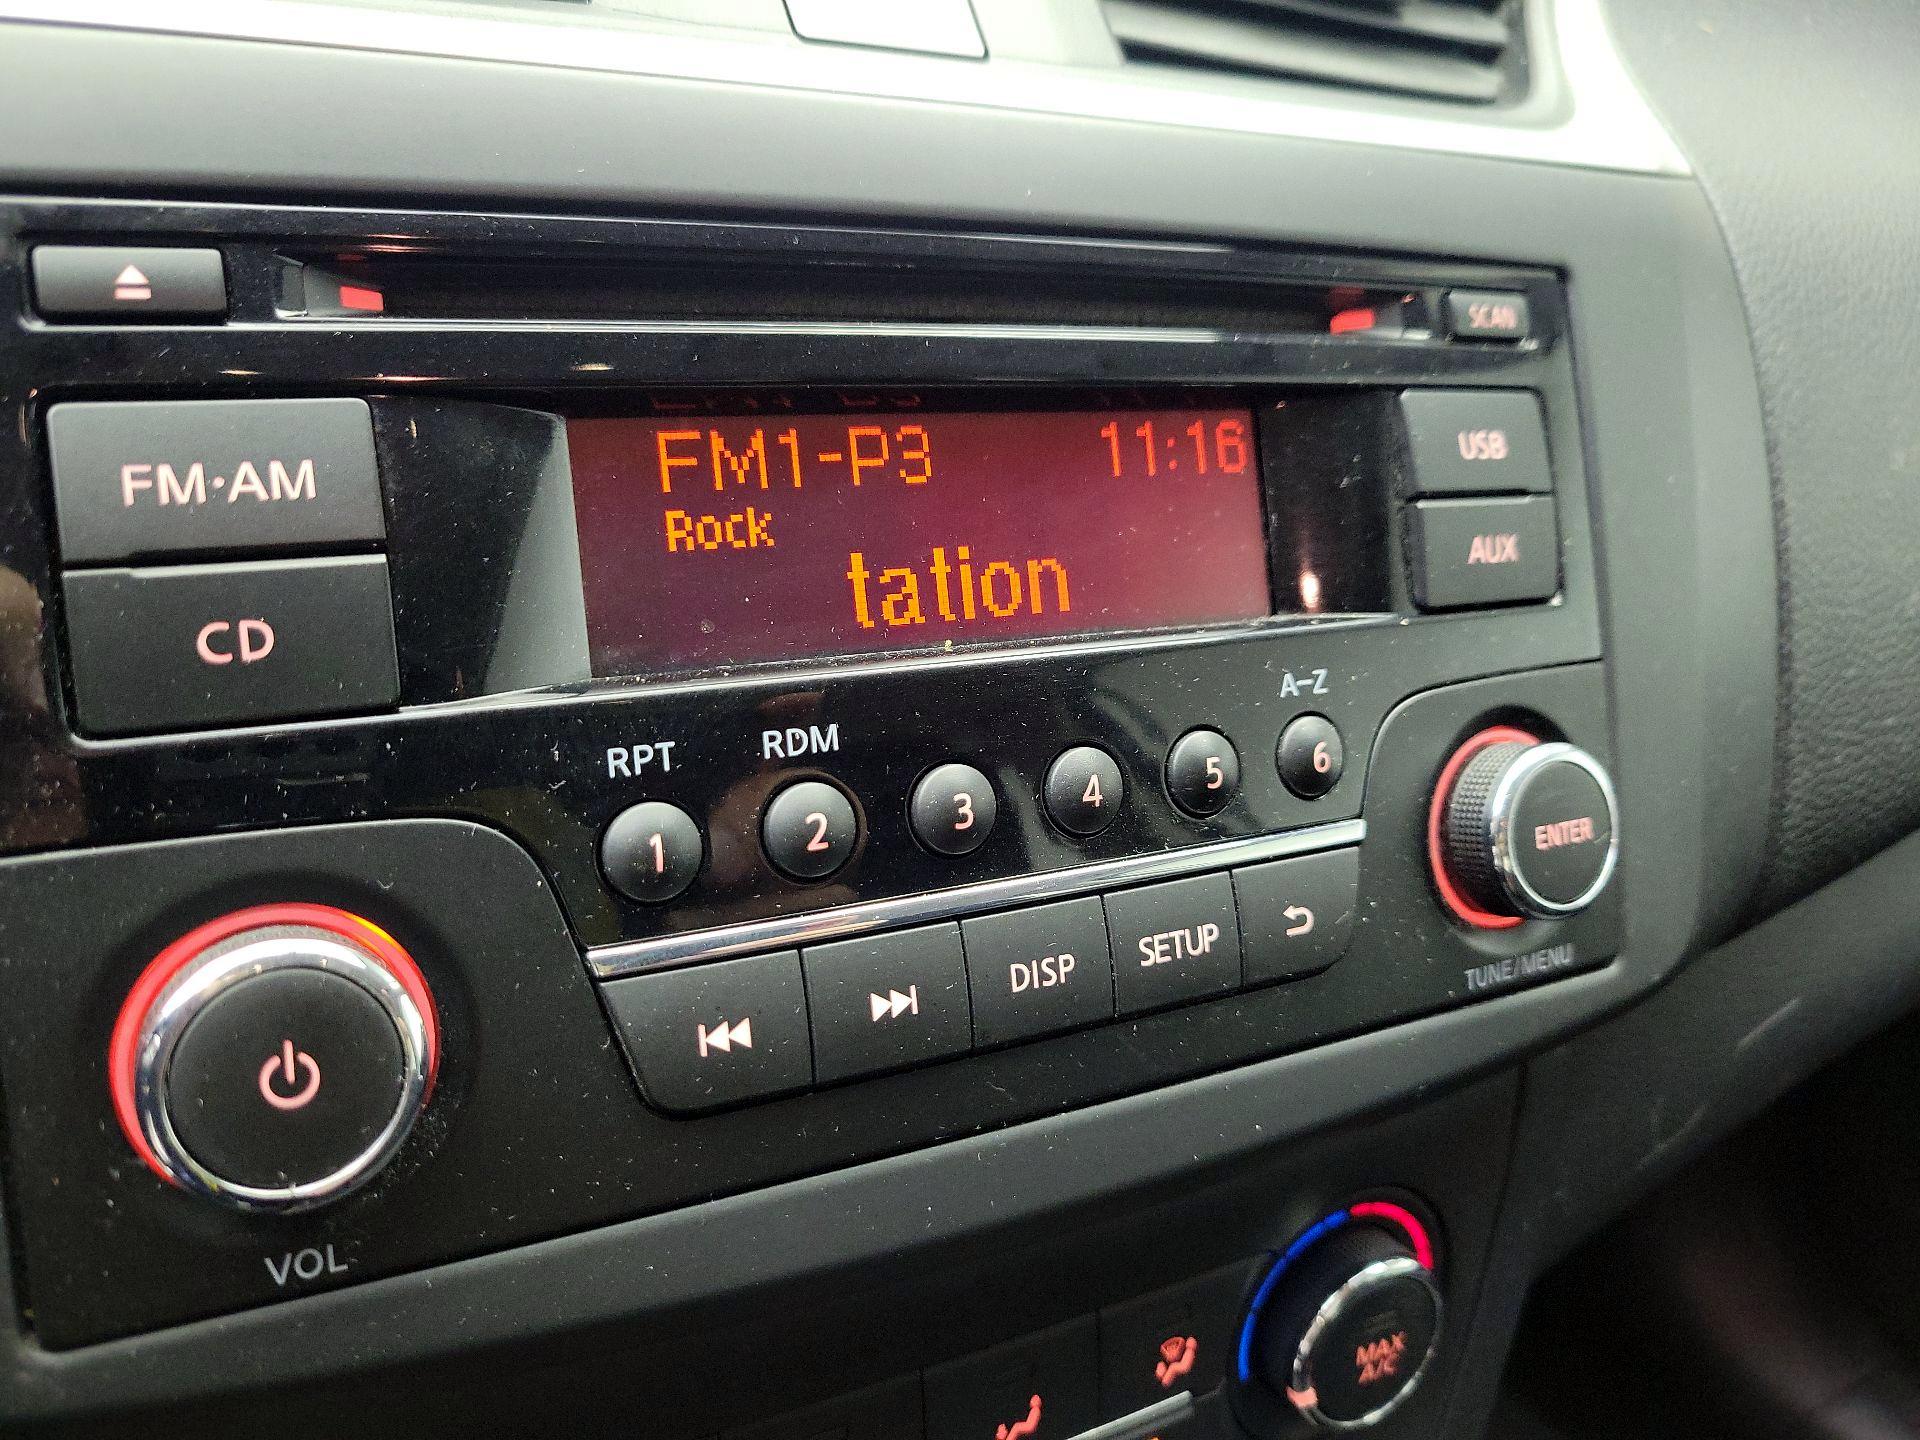 SCAN
FM1-P3 11:16
Rock
tation
FM·AM
CD
USB
AUX
RPT RDM A-Z
1 2 3 4 5 6
ENTER
TUNE/MENU
DISP SETUP
VOL
MAX
A/C